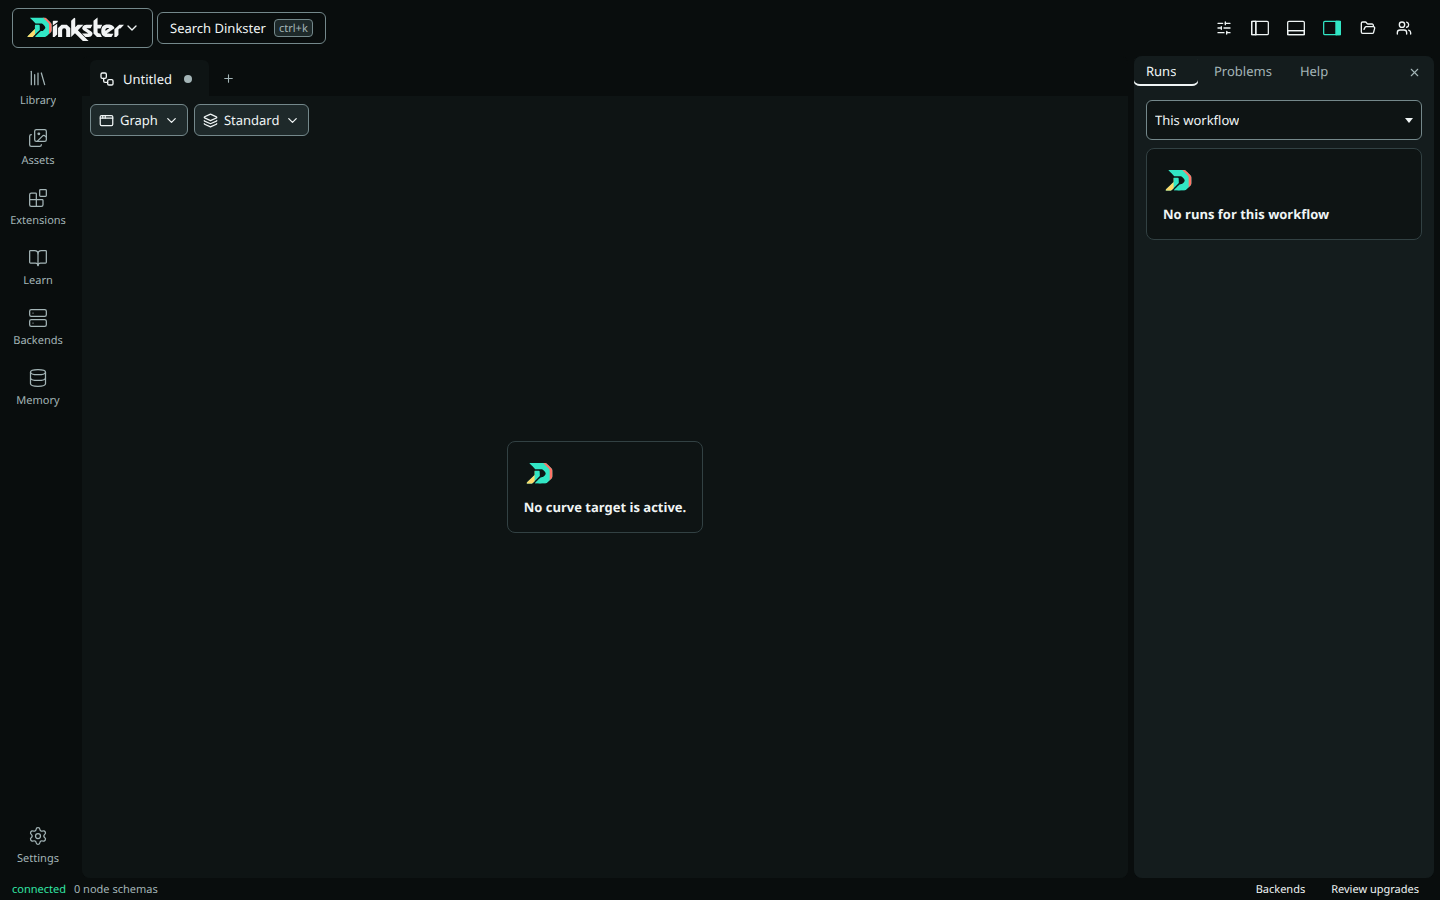 Dinkster
Search Dinkster ctrl+k
Library
Assets
Extensions
Learn
Backends
Memory
Settings
Untitled
Graph
Standard
No curve target is active.
Runs Problems Help
This workflow
No runs for this workflow
connected 0 node schemas
Backends Review upgrades